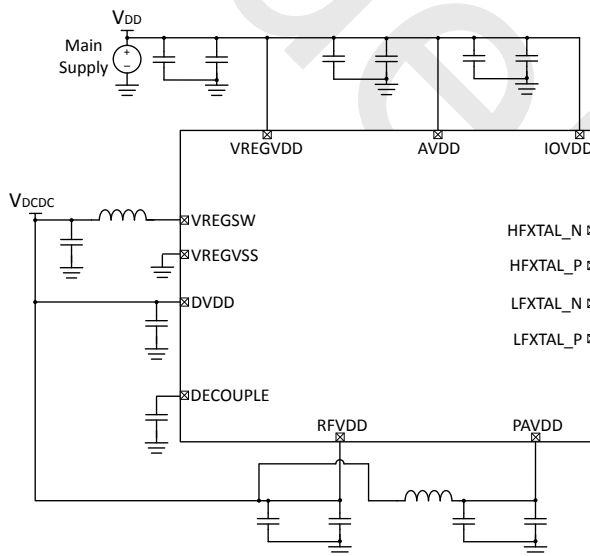 VDD
Main
Supply
+
−
VREGVDD
AVDD
IOVDD
VDCDC
VREGSW
HFXTAL_N
VREGVSS
HFXTAL_P
DVDD
LFXTAL_N
LFXTAL_P
DECOUPLE
RFVDD
PAVDD